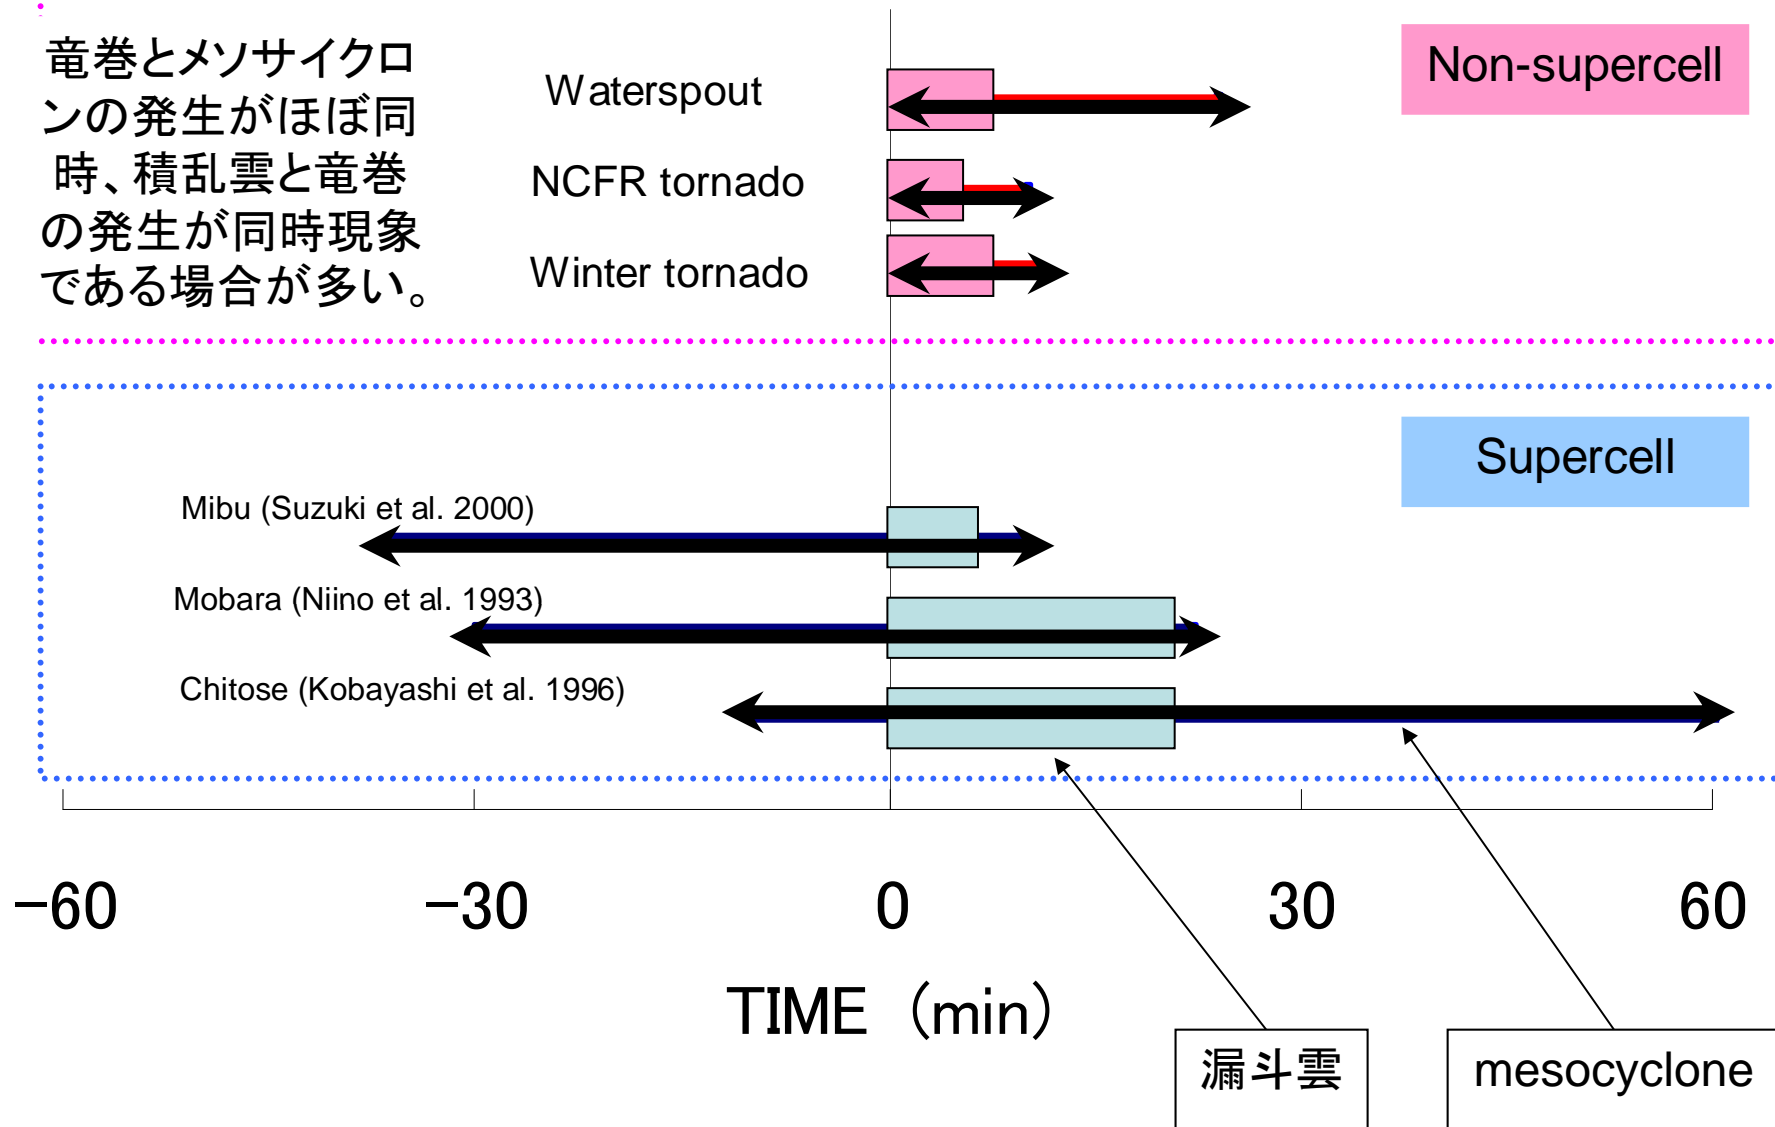 竜巻とメソサイクロ
ンの発生がほぼ同
時、積乱雲と竜巻
の発生が同時現象
である場合が多い。
Non-supercell
Waterspout
NCFR tornado
Winter tornado
Supercell
Mibu (Suzuki et al. 2000)
Mobara (Niino et al. 1993)
Chitose (Kobayashi et al. 1996)
−60 −30 0 30 60
TIME (min)
漏斗雲
mesocyclone